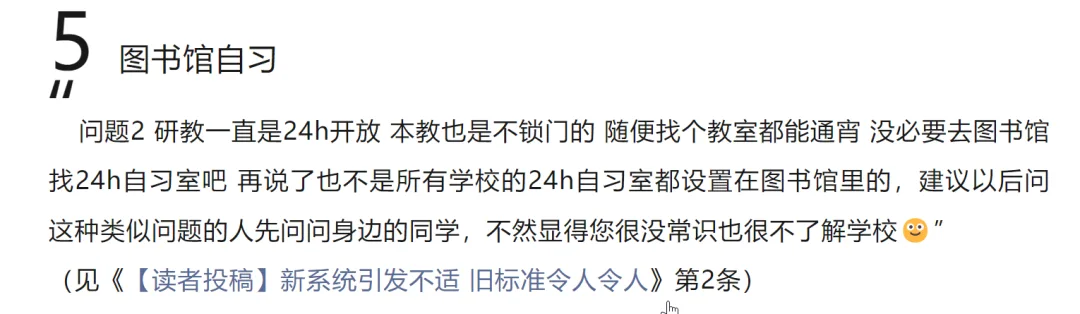 5 图书馆自习
"
问题2 研教一直是24h开放 本教也是不锁门的 随便找个教室都能通宵 没必要去图书馆
找24h自习室吧 再说了也不是所有学校的24h自习室都设置在图书馆里的，建议以后问
这种类似问题的人先问问身边的同学，不然显得您很没常识也很不了解学校🙂”
（见《【读者投稿】新系统引发不适 旧标准令人令人》第2条）